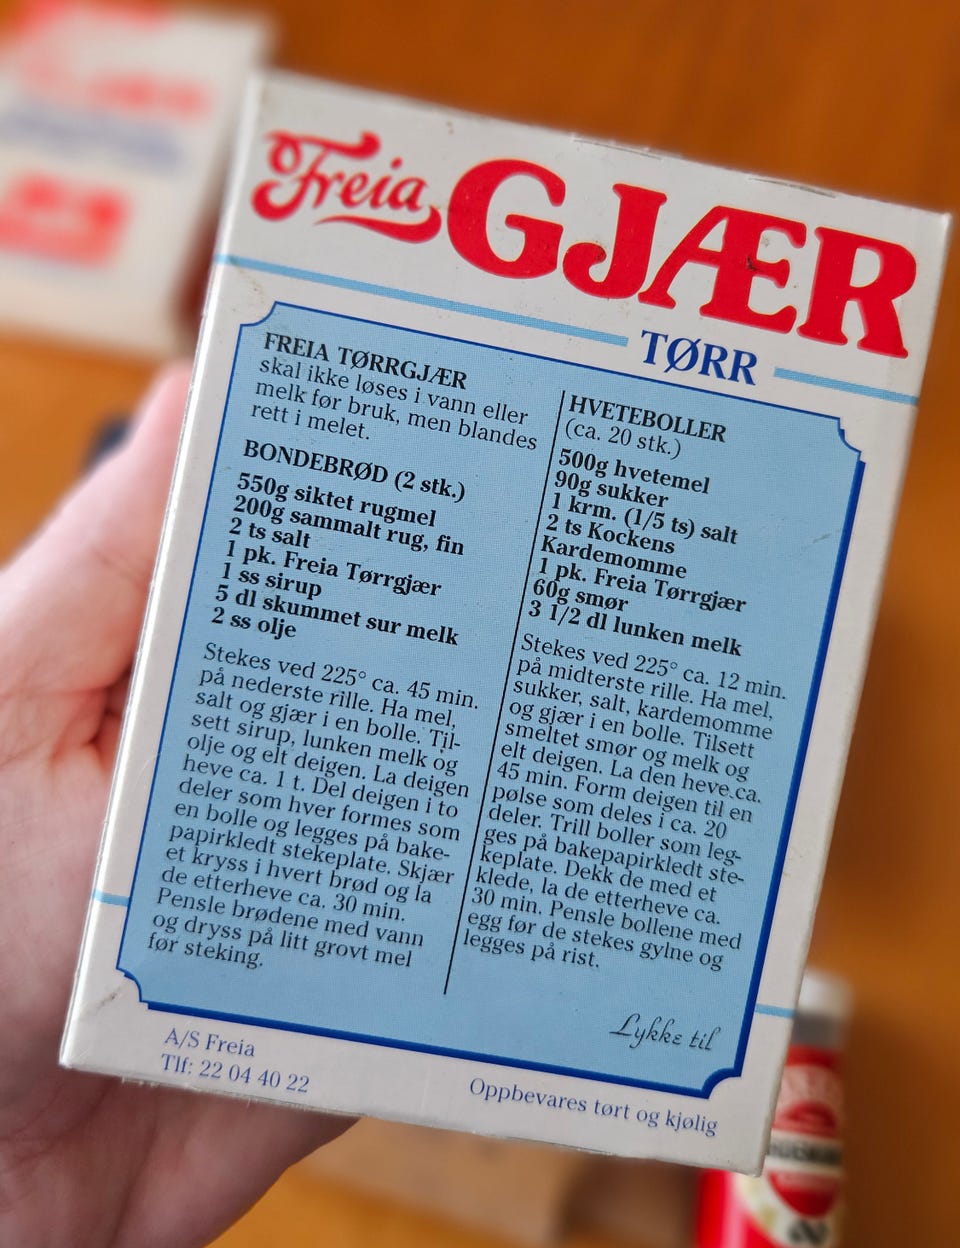 Freia GJÆR
TØRR
FREIA TØRRGJÆR
skal ikke løses i vann eller
melk før bruk, men blandes
rett i melet.
BONDEBRØD (2 stk.)
550g siktet rugmel
200g sammalt rug, fin
2 ts salt
1 pk. Freia Tørrgjær
1 ss sirup
5 dl skummet sur melk
2 ss olje
Stekes ved 225° ca. 45 min.
på nederste rille. Ha mel,
salt og gjær i en bolle. Til-
sett sirup, lunken melk og
olje og elt deigen. La deigen
heve ca. 1 t. Del deigen i to
deler som hver formes som
en bolle og legges på bake-
papirkledt stekeplate. Skjær
et kryss i hvert brød og la
de etterheve ca. 30 min.
Pensle brødene med vann
og dryss på litt grovt mel
før steking.
HVETEBOLLER
(ca. 20 stk.)
500g hvetemel
90g sukker
1 krm. (1/5 ts) salt
2 ts Kockens
Kardemomme
1 pk. Freia Tørrgjær
60g smør
3 1/2 dl lunken melk
Stekes ved 225° ca. 12 min.
på midterste rille. Ha mel,
sukker, salt, kardemomme
og gjær i en bolle. Tilsett
smeltet smør og melk og
elt deigen. La den heve ca.
45 min. Form deigen til en
pølse som deles i ca. 20
deler. Trill boller som leg-
ges på bakepapirkledt ste-
keplate. Dekk de med et
klede, la de etterheve ca.
30 min. Pensle bollene med
egg før de stekes gylne og
legges på rist.
Lykke til
A/S Freia
Tlf: 22 04 40 22
Oppbevares tørt og kjølig